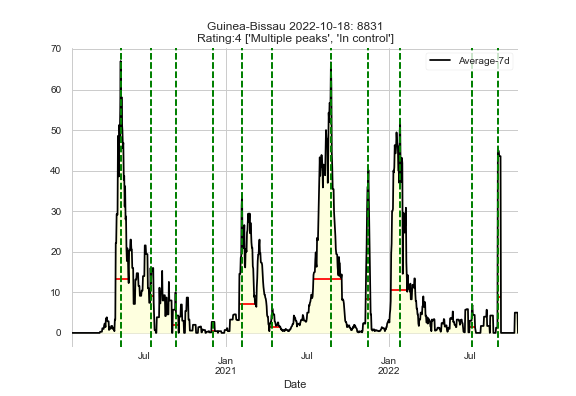 Guinea-Bissau 2022-10-18: 8831
Rating:4 ['Multiple peaks', 'In control']
Average-7d
70
60
50
40
30
20
10
0
Jul
Jan
2021
Jul
Jan
2022
Jul
Date